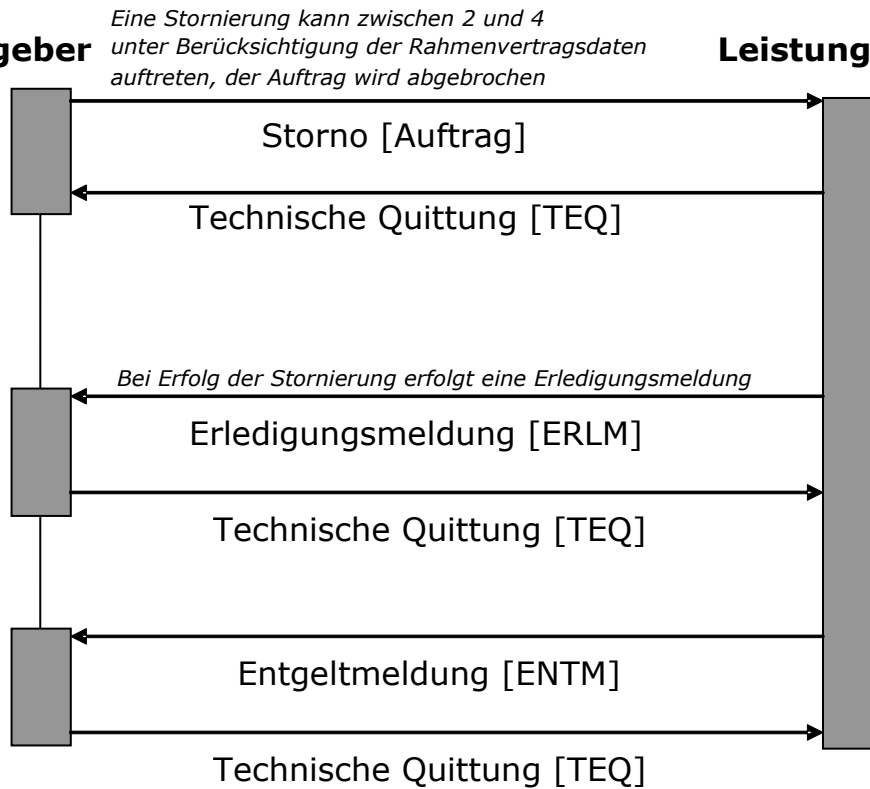 Eine Stornierung kann zwischen 2 und 4
geber unter Berücksichtigung der Rahmenvertragsdaten Leistung
auftreten, der Auftrag wird abgebrochen
Storno [Auftrag]
Technische Quittung [TEQ]
Bei Erfolg der Stornierung erfolgt eine Erledigungsmeldung
Erledigungsmeldung [ERLM]
Technische Quittung [TEQ]
Entgeltmeldung [ENTM]
Technische Quittung [TEQ]